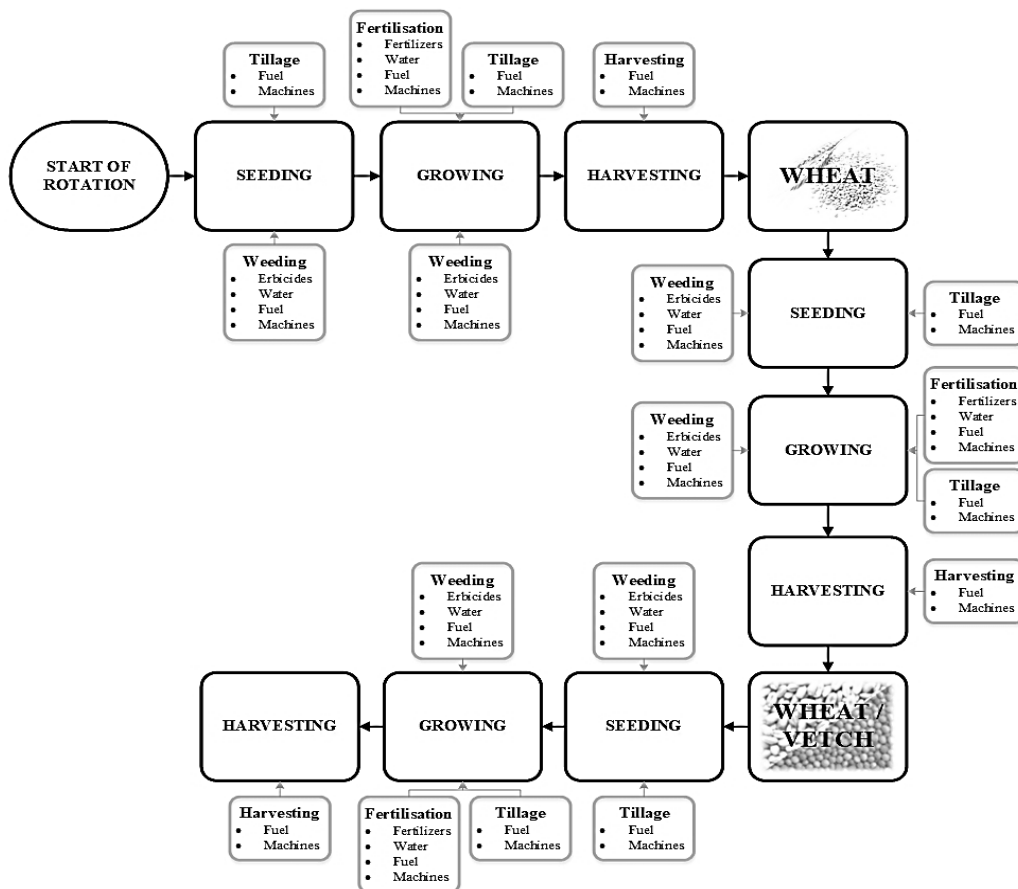 Fertilisation
• Fertilizers
• Water
• Fuel
• Machines
Tillage
• Fuel
• Machines
Tillage
• Fuel
• Machines
Harvesting
• Fuel
• Machines
START OF
ROTATION
SEEDING
GROWING
HARVESTING
WHEAT
Weeding
• Erbicides
• Water
• Fuel
• Machines
Weeding
• Erbicides
• Water
• Fuel
• Machines
Weeding
• Erbicides
• Water
• Fuel
• Machines
SEEDING
Tillage
• Fuel
• Machines
Weeding
• Erbicides
• Water
• Fuel
• Machines
GROWING
Fertilisation
• Fertilizers
• Water
• Fuel
• Machines
Tillage
• Fuel
• Machines
HARVESTING
Harvesting
• Fuel
• Machines
Weeding
• Erbicides
• Water
• Fuel
• Machines
Weeding
• Erbicides
• Water
• Fuel
• Machines
HARVESTING
GROWING
SEEDING
WHEAT /
VETCH
Harvesting
• Fuel
• Machines
Fertilisation
• Fertilizers
• Water
• Fuel
• Machines
Tillage
• Fuel
• Machines
Tillage
• Fuel
• Machines